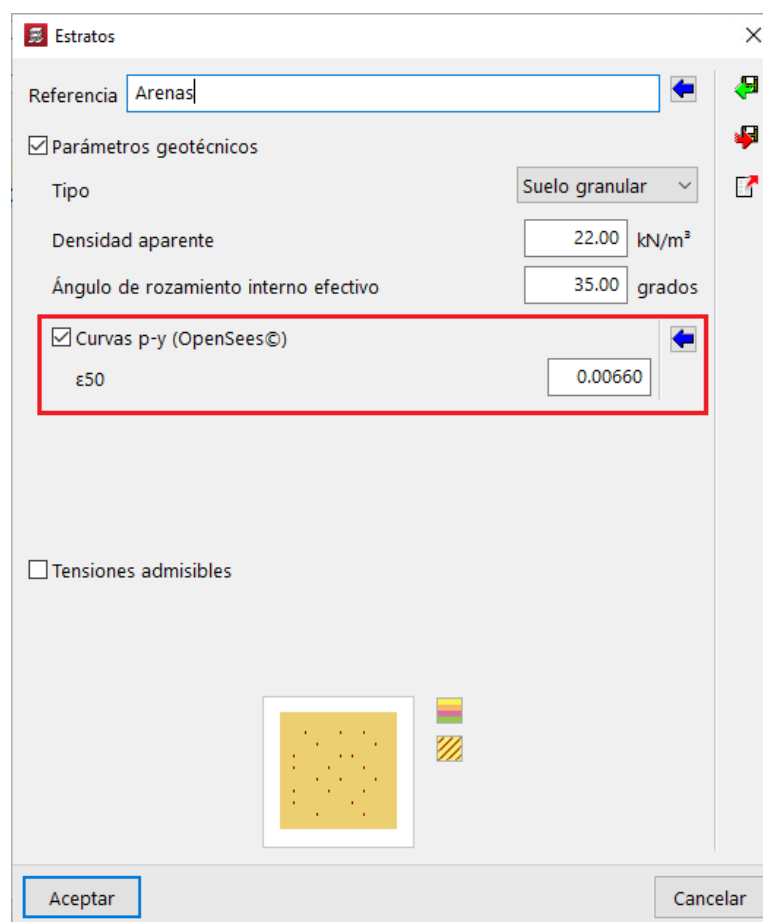 Estratos
Referencia Arenas
Parámetros geotécnicos
Tipo Suelo granular
Densidad aparente 22.00 kN/m³
Ángulo de rozamiento interno efectivo 35.00 grados
Curvas p-y (OpenSees©)
ε50 0.00660
Tensiones admisibles
Aceptar Cancelar